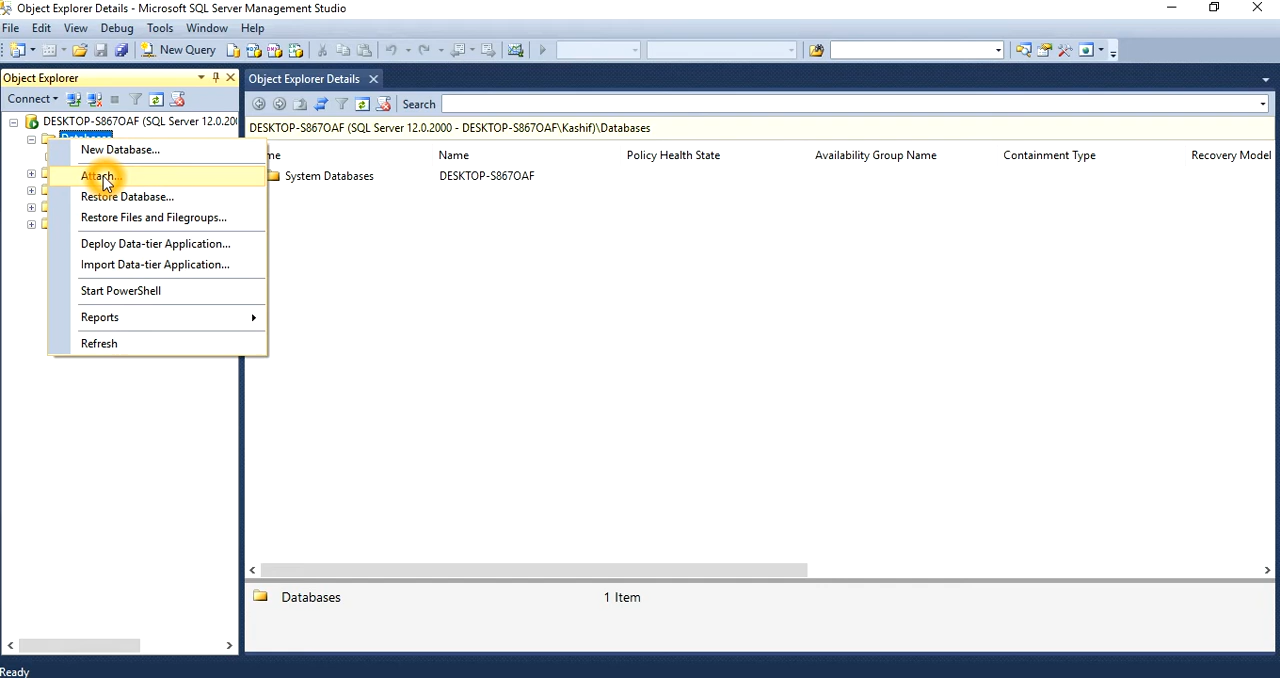 Object Explorer Details - Microsoft SQL Server Management Studio
File Edit View Debug Tools Window Help
New Query
Object Explorer
Object Explorer Details
Connect
Search
DESKTOP-S867OAF (SQL Server 12.0.20
DESKTOP-S867OAF (SQL Server 12.0.2000 - DESKTOP-S867OAF\Kashif)\Databases
New Database...
Attach...
Restore Database...
Restore Files and Filegroups...
Deploy Data-tier Application...
Import Data-tier Application...
Start PowerShell
Reports
Refresh
me Name Policy Health State Availability Group Name Containment Type Recovery Model
System Databases DESKTOP-S867OAF
Databases 1 Item
Ready